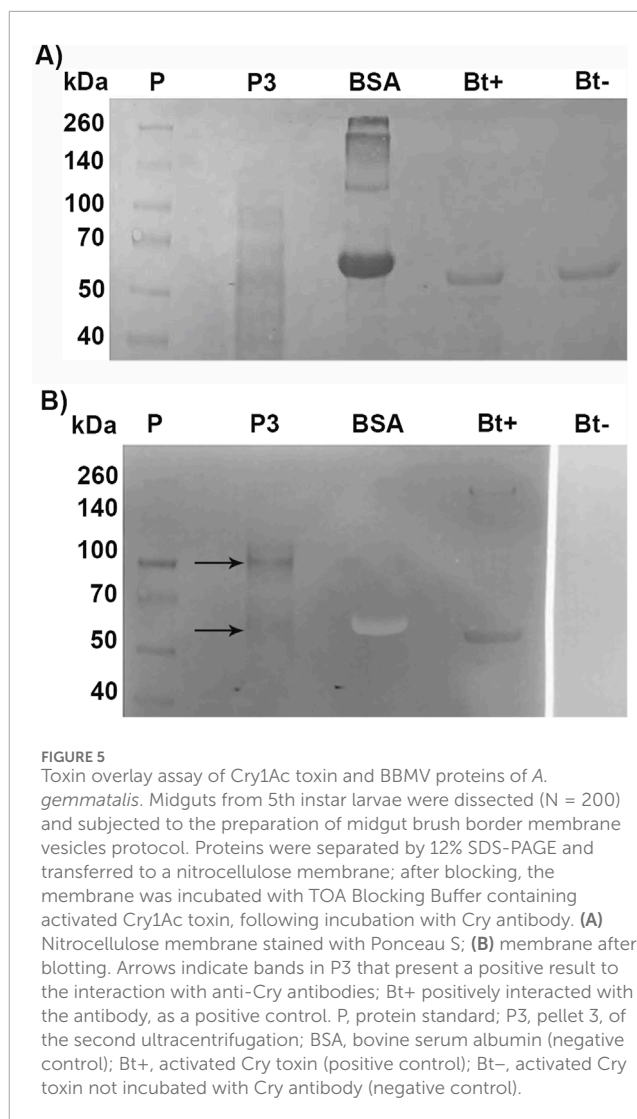 A)
kDa P P3 BSA Bt+ Bt-
260
140
100
70
50
40
B)
kDa P P3 BSA Bt+ Bt-
260
140
100
70
50
40
FIGURE 5
Toxin overlay assay of Cry1Ac toxin and BBMV proteins of A.
gemmatalis. Midguts from 5th instar larvae were dissected (N = 200)
and subjected to the preparation of midgut brush border membrane
vesicles protocol. Proteins were separated by 12% SDS-PAGE and
transferred to a nitrocellulose membrane; after blocking, the
membrane was incubated with TOA Blocking Buffer containing
activated Cry1Ac toxin, following incubation with Cry antibody. (A)
Nitrocellulose membrane stained with Ponceau S; (B) membrane after
blotting. Arrows indicate bands in P3 that present a positive result to
the interaction with anti-Cry antibodies; Bt+ positively interacted with
the antibody, as a positive control. P, protein standard; P3, pellet 3, of
the second ultracentrifugation; BSA, bovine serum albumin (negative
control); Bt+, activated Cry toxin (positive control); Bt–, activated Cry
toxin not incubated with Cry antibody (negative control).